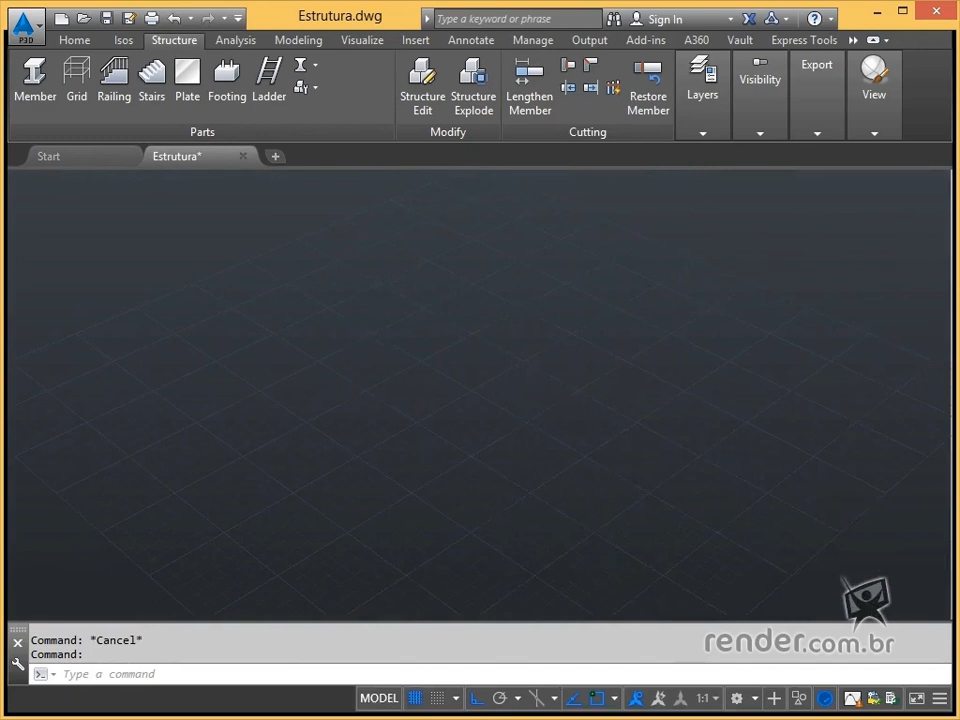 Estrutura.dwg
Type a keyword or phrase
Sign In
P3D
Home Isos Structure Analysis Modeling Visualize Insert Annotate Manage Output Add-ins A360 Vault Express Tools
Member Grid Railing Stairs Plate Footing Ladder
Structure Edit
Structure Explode
Lengthen Member
Restore Member
Layers
Visibility
Export
View
Parts Modify Cutting
Start Estrutura*
Command: *Cancel*
Command:
Type a command
render.com.br
MODEL 1:1